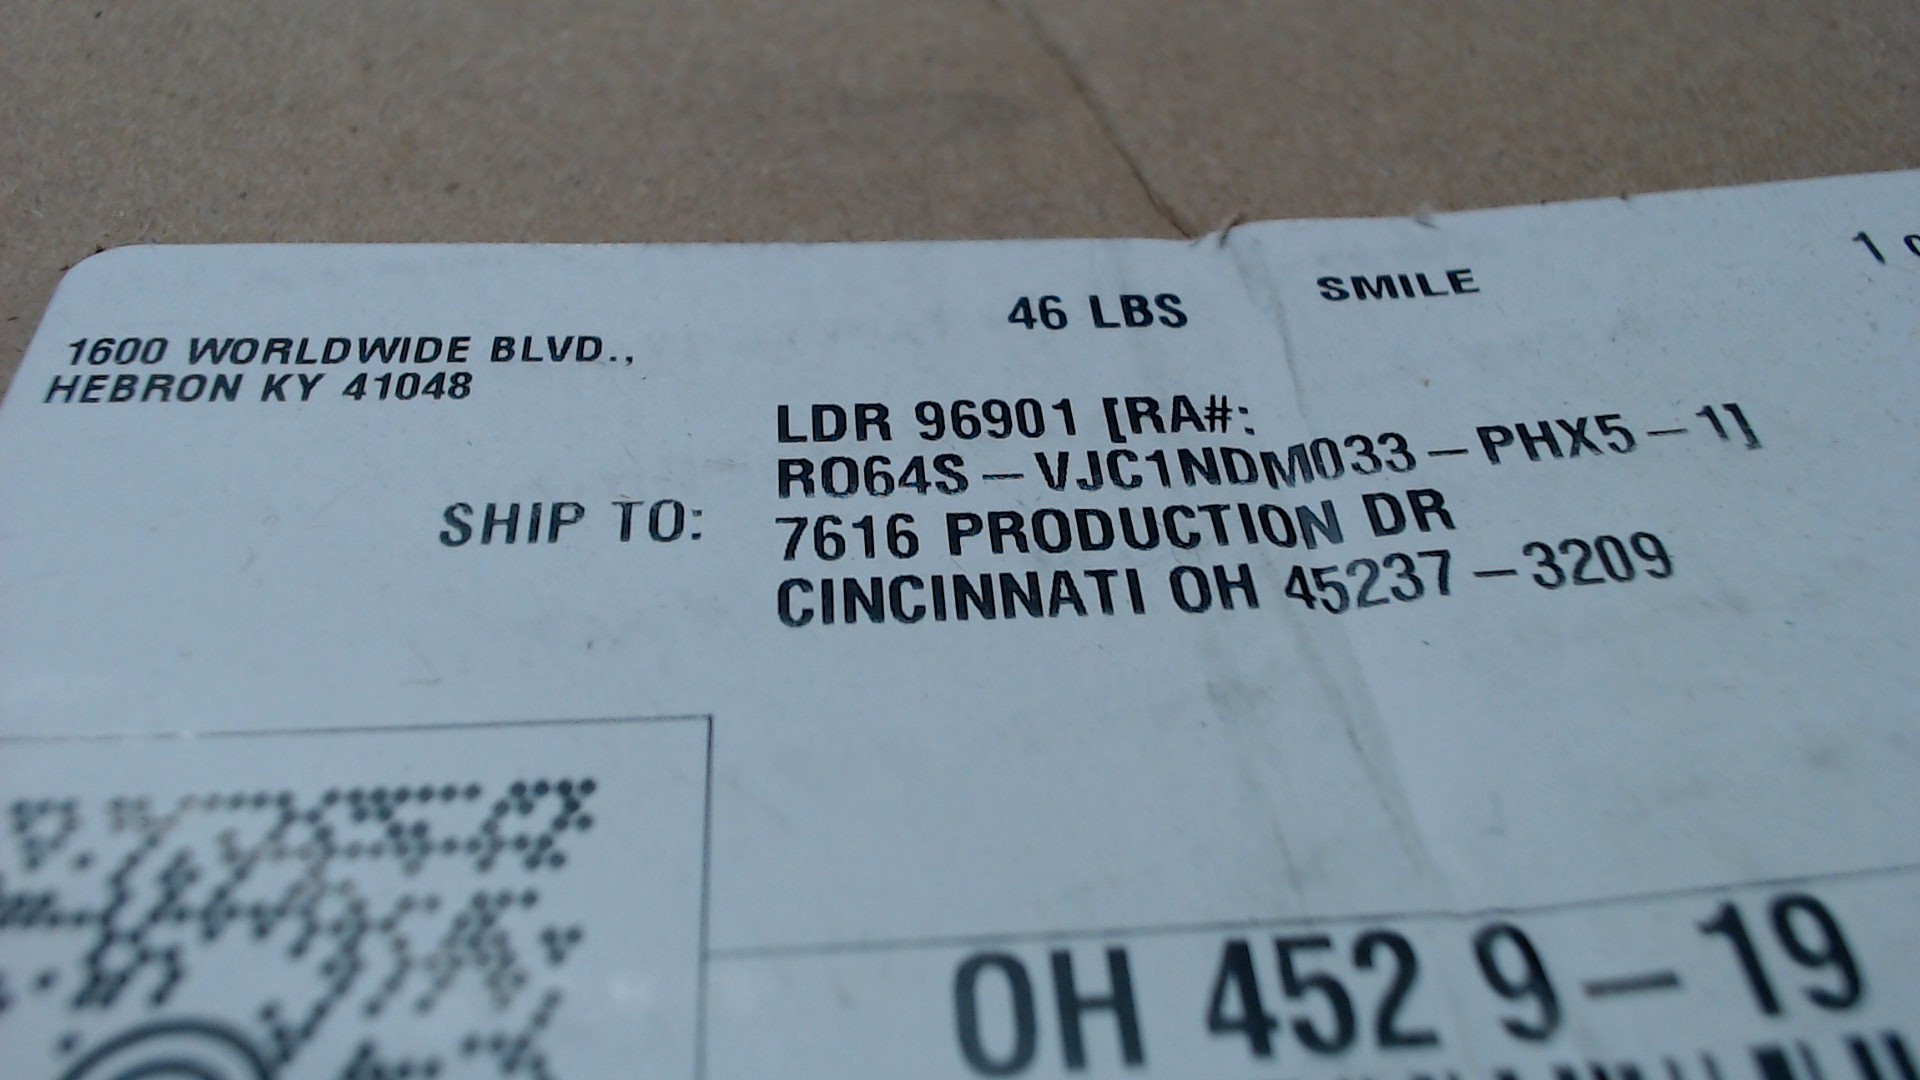 1600 WORLDWIDE BLVD.,
HEBRON KY 41048
46 LBS
SMILE
1
SHIP TO:
LDR 96901 [RA#:
RO64S-VJC1NDM033-PHX5-1]
7616 PRODUCTION DR
CINCINNATI OH 45237-3209
OH 452 9-19